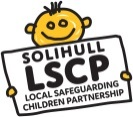 SOLIHULL
LSCP
LOCAL SAFEGUARDING
CHILDREN PARTNERSHIP